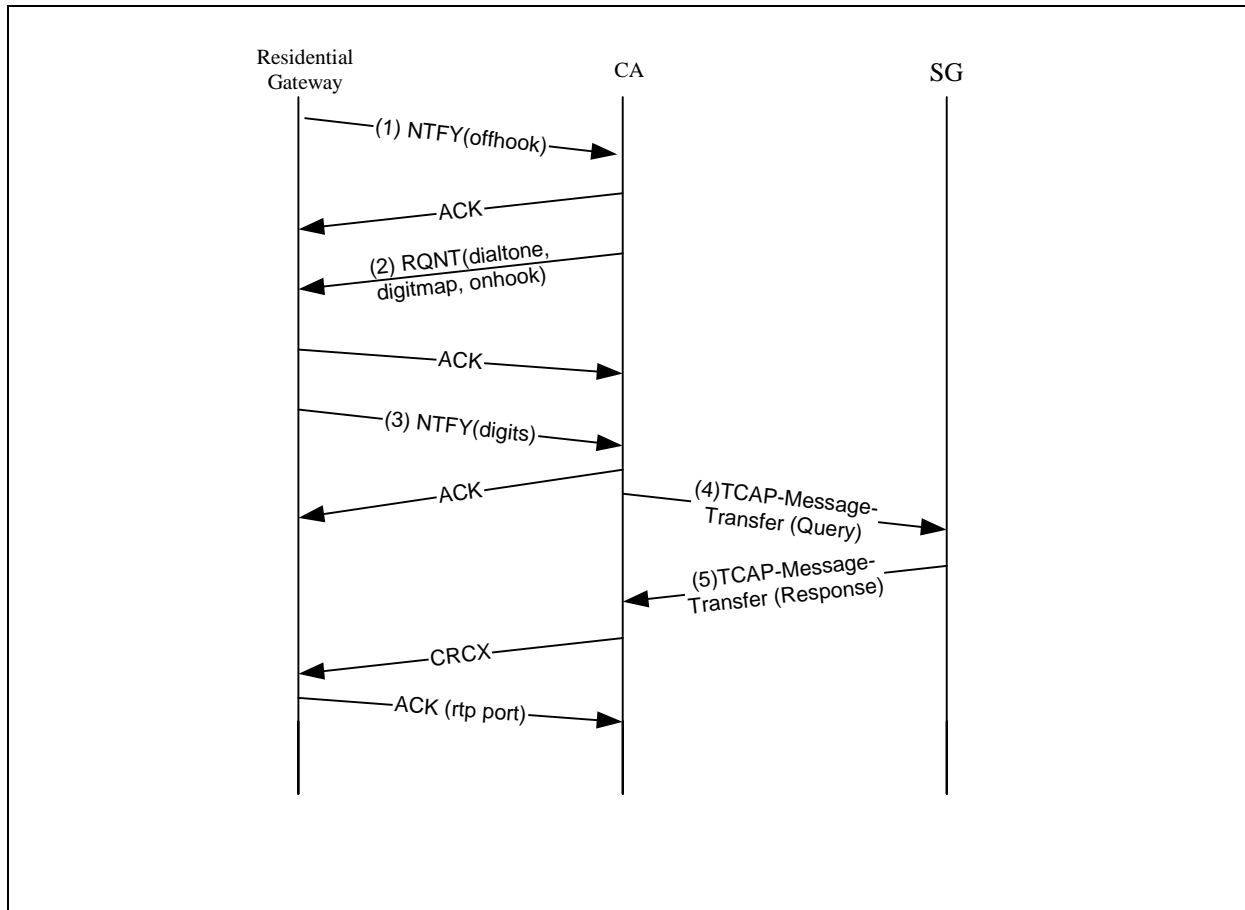 Residential
Gateway
CA
SG
(1) NTFY(offhook)
ACK
(2) RQNT(dialtone,
digitmap, onhook)
ACK
(3) NTFY(digits)
ACK
(4)TCAP-Message-
Transfer (Query)
(5)TCAP-Message-
Transfer (Response)
CRCX
ACK (rtp port)